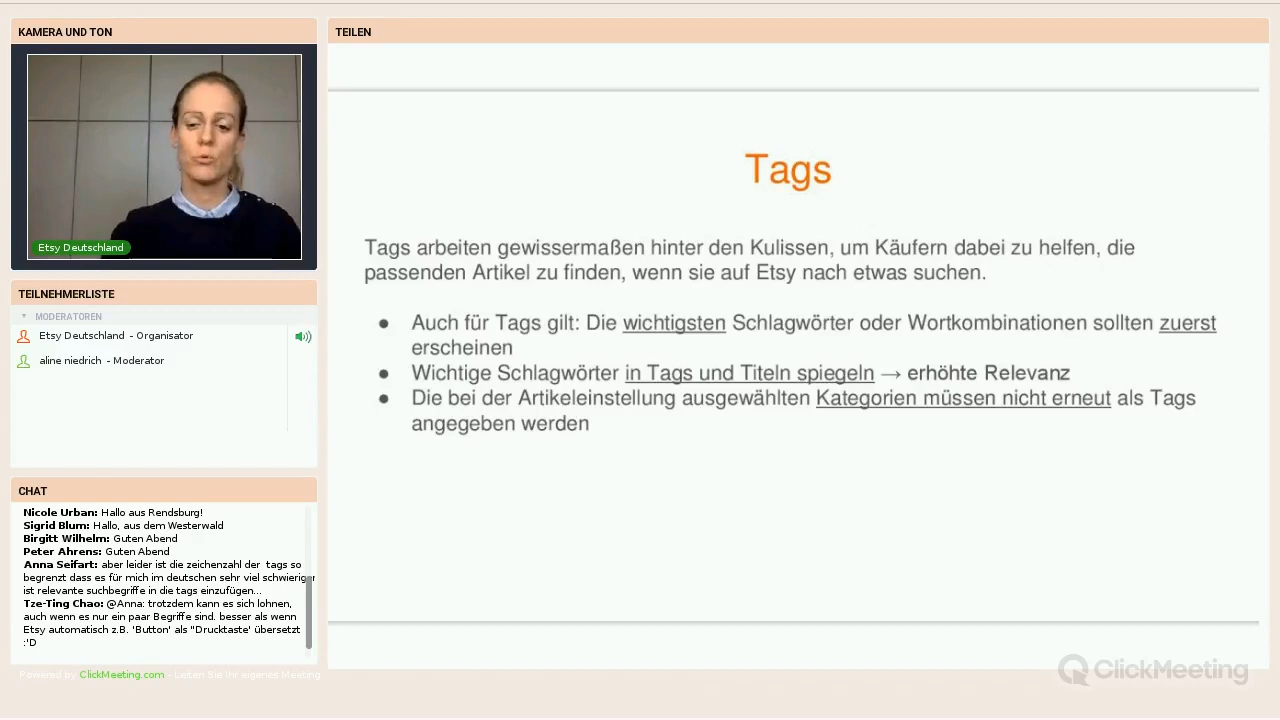 KAMERA UND TON
Etsy Deutschland
TEILNEHMERLISTE
MODERATOREN
Etsy Deutschland - Organisator
aline niedrich - Moderator
CHAT
Nicole Urban: Hallo aus Rendsburg!
Sigrid Blum: Hallo, aus dem Westerwald
Birgitt Wilhelm: Guten Abend
Peter Ahrens: Guten Abend
Anna Seifart: aber leider ist die zeichenzahl der tags so
begrenzt dass es für mich im deutschen sehr viel schwieriger
ist relevante suchbegriffe in die tags einzufügen...
Tze-Ting Chao: @Anna: trotzdem kann es sich lohnen,
auch wenn es nur ein paar Begriffe sind. besser als wenn
Etsy automatisch z.B. 'Button' als "Drucktaste' übersetzt
:'D
Powered by ClickMeeting.com - Leiten Sie Ihr eigenes Meeting
TEILEN
Tags
Tags arbeiten gewissermaßen hinter den Kulissen, um Käufern dabei zu helfen, die
passenden Artikel zu finden, wenn sie auf Etsy nach etwas suchen.
● Auch für Tags gilt: Die wichtigsten Schlagwörter oder Wortkombinationen sollten zuerst
erscheinen
● Wichtige Schlagwörter in Tags und Titeln spiegeln → erhöhte Relevanz
● Die bei der Artikeleinstellung ausgewählten Kategorien müssen nicht erneut als Tags
angegeben werden
ClickMeeting